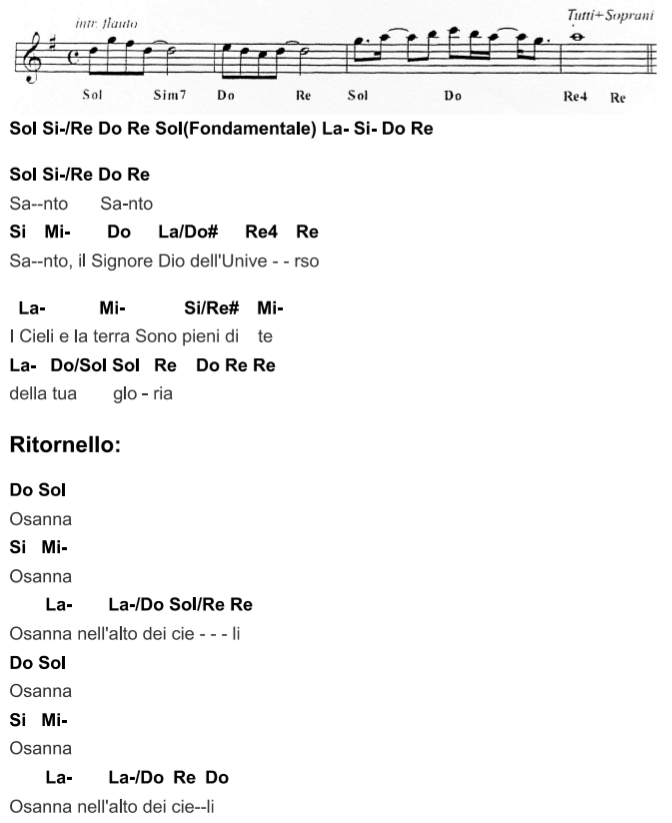 intr. flauto
Tutti+Soprani
Sol Sim7 Do Re Sol Do Re4 Re
Sol Si-/Re Do Re Sol(Fondamentale) La- Si- Do Re
Sol Si-/Re Do Re
Sa--nto Sa-nto
Si Mi- Do La/Do# Re4 Re
Sa--nto, il Signore Dio dell'Unive - - rso
La- Mi- Si/Re# Mi-
I Cieli e la terra Sono pieni di te
La- Do/Sol Sol Re Do Re Re
della tua glo - ria
Ritornello:
Do Sol
Osanna
Si Mi-
Osanna
La- La-/Do Sol/Re Re
Osanna nell'alto dei cie - - - li
Do Sol
Osanna
Si Mi-
Osanna
La- La-/Do Re Do
Osanna nell'alto dei cie--li